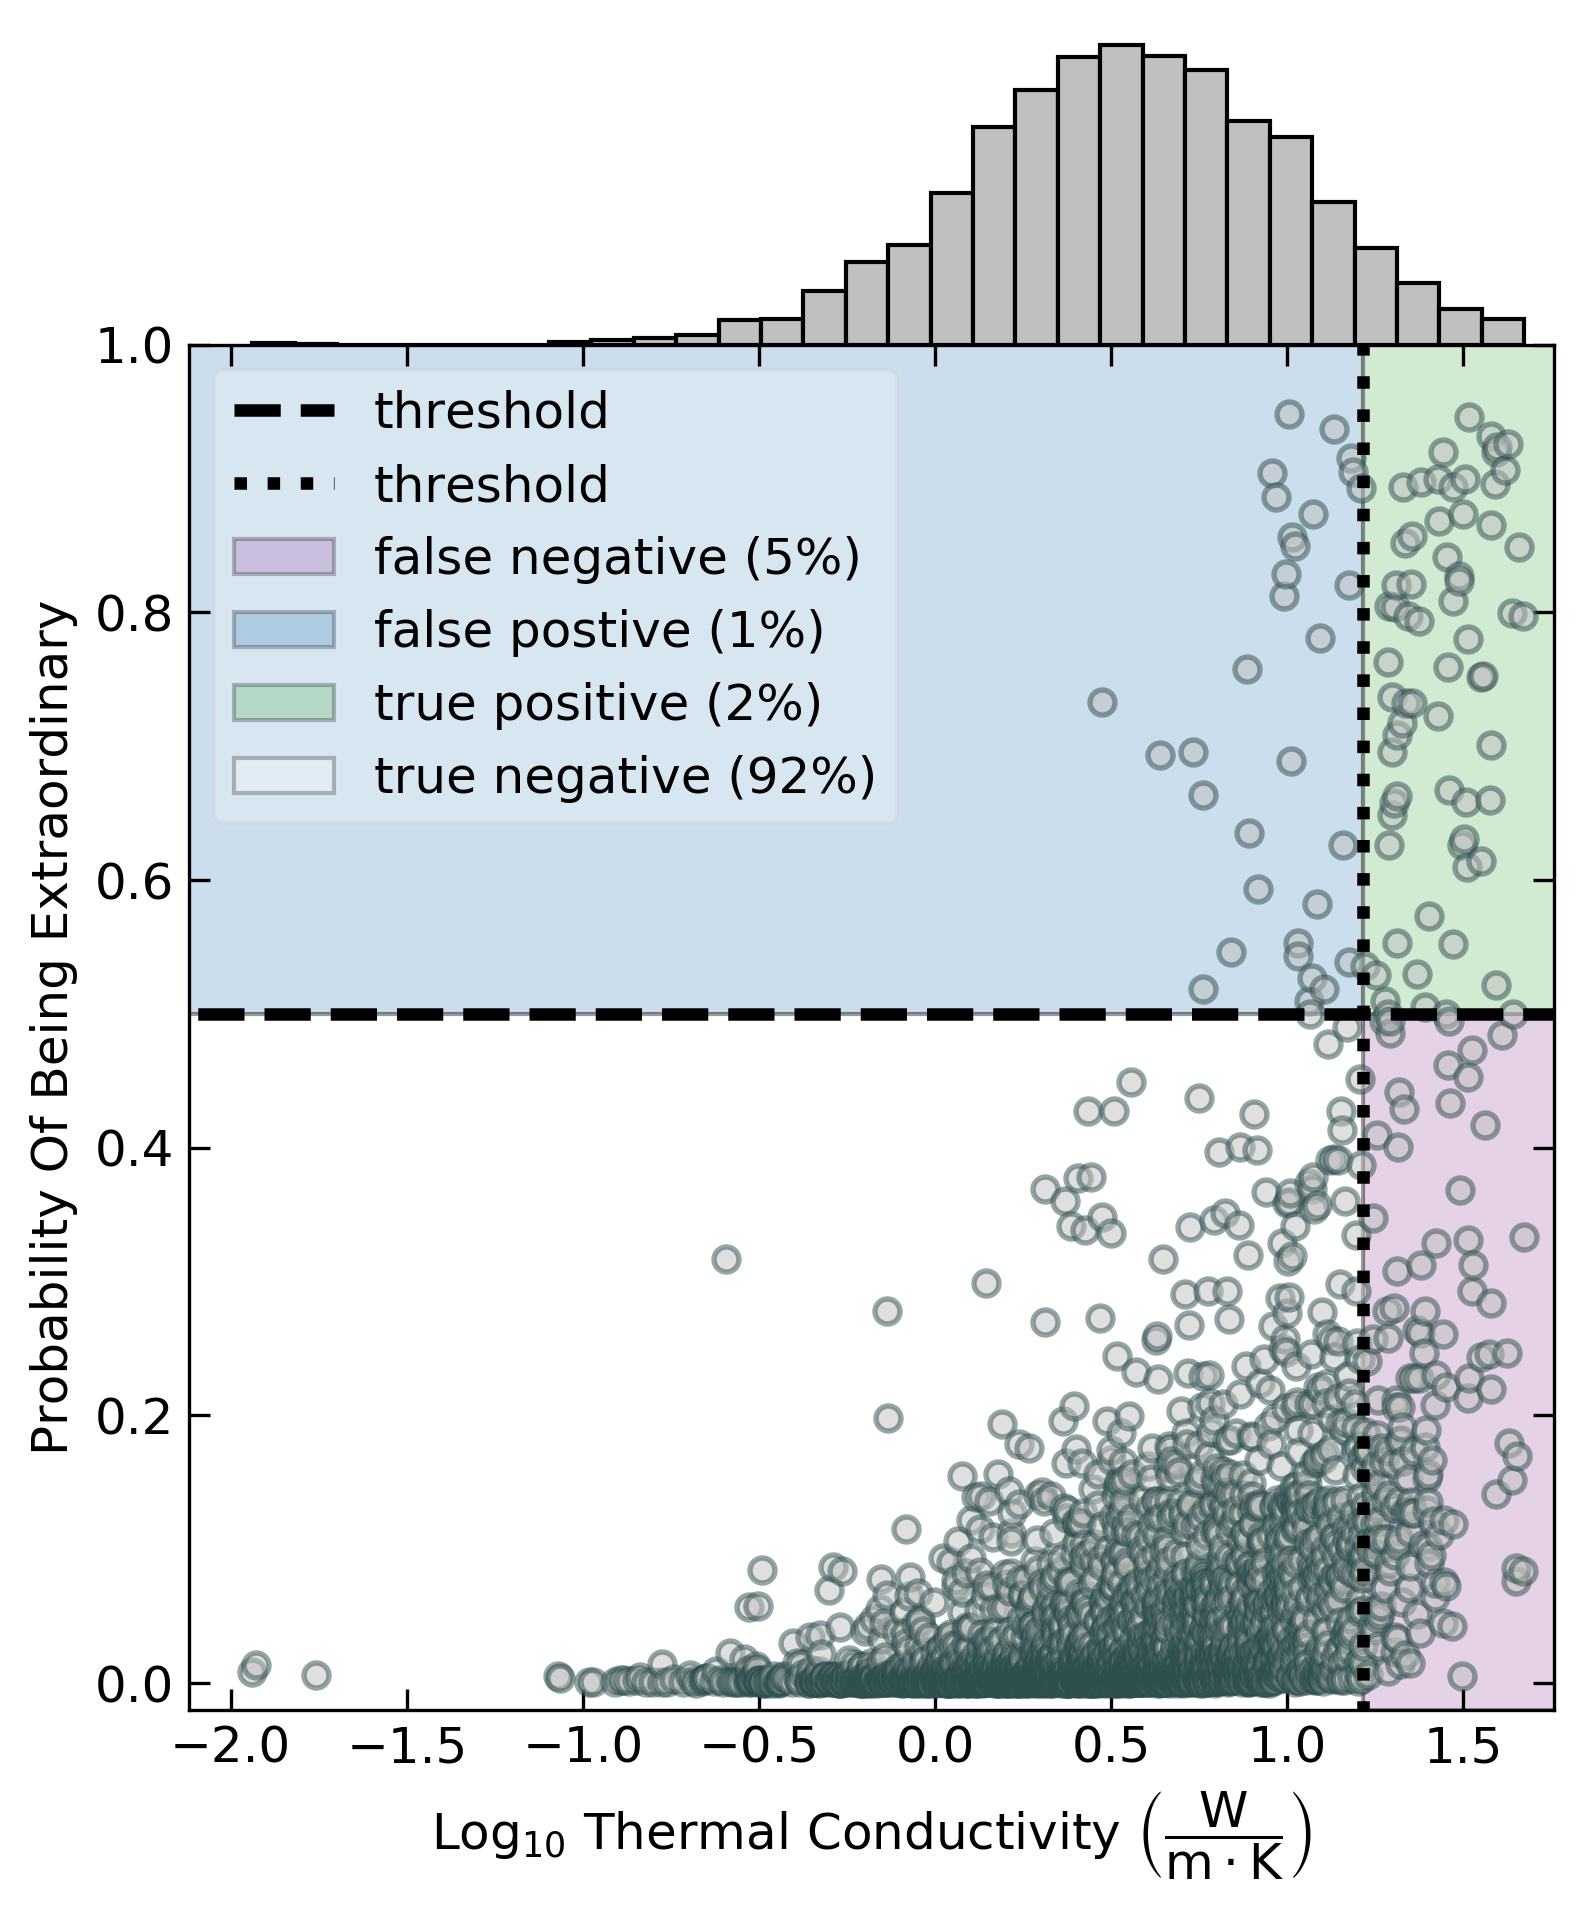 1.0
0.8
0.6
0.4
0.2
0.0
Probability Of Being Extraordinary
threshold
threshold
false negative (5%)
false postive (1%)
true positive (2%)
true negative (92%)
−2.0 −1.5 −1.0 −0.5 0.0 0.5 1.0 1.5
Log₁₀ Thermal Conductivity (W / m · K)